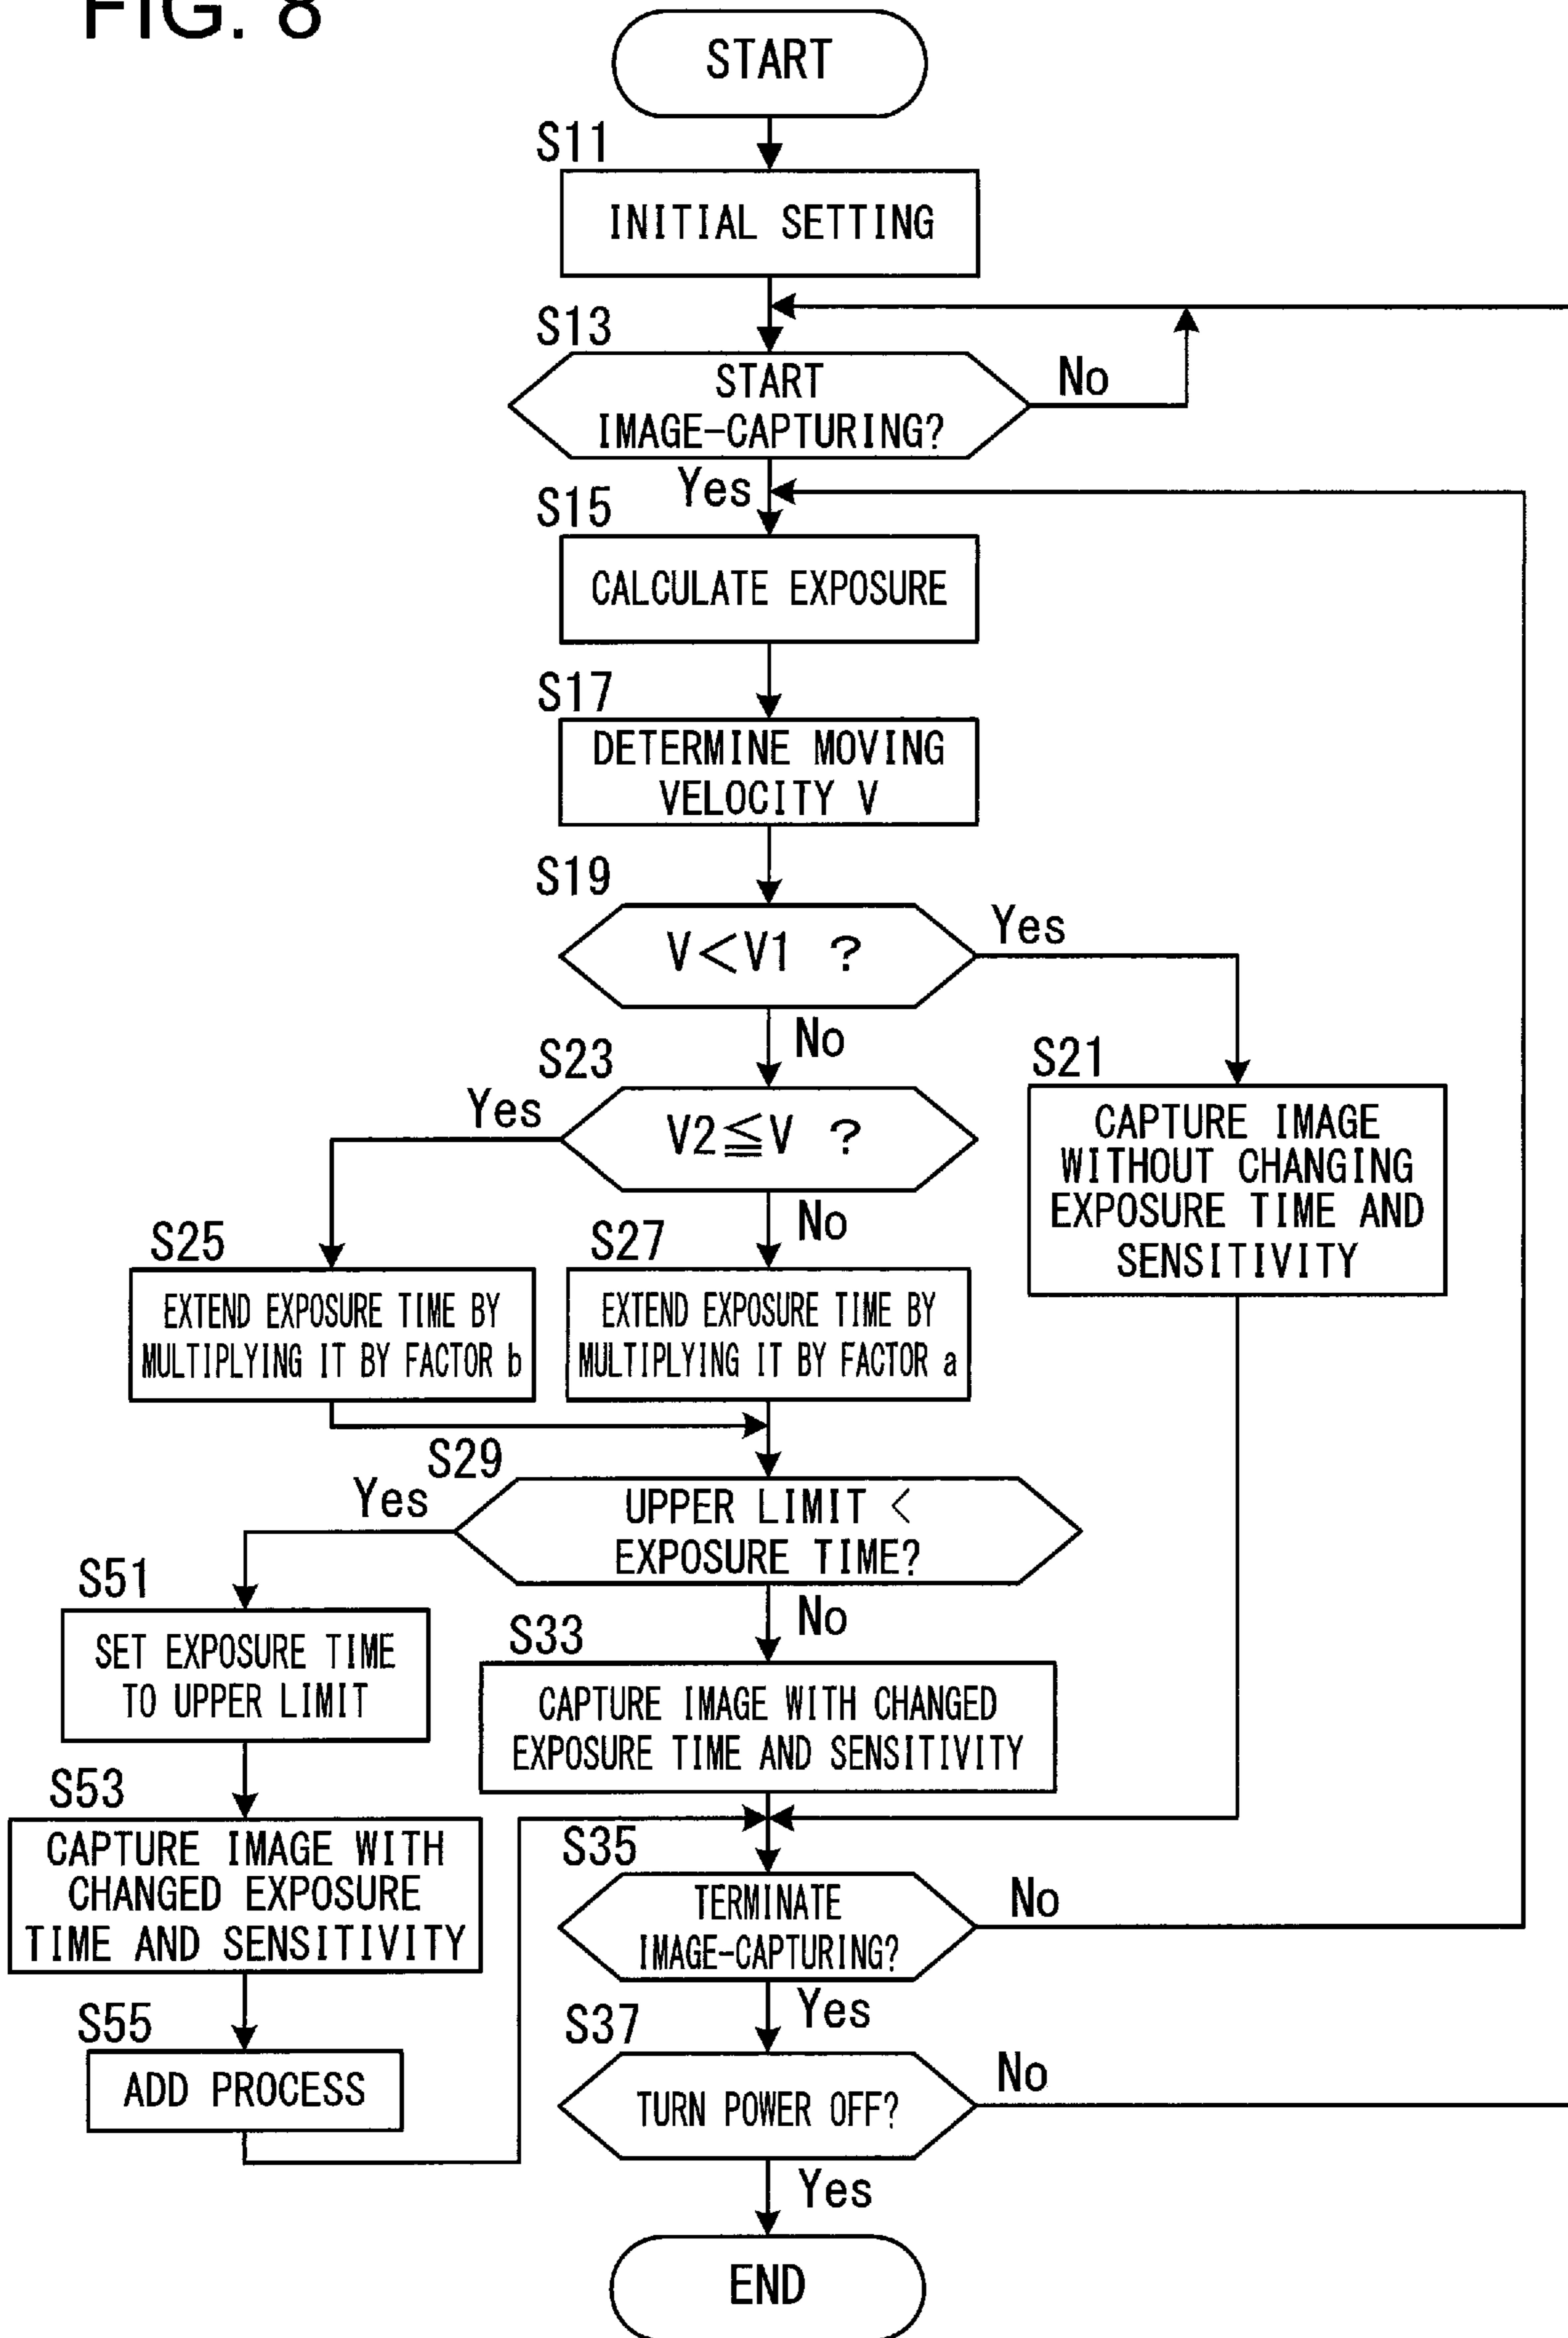 FIG. 8
START
S11
INITIAL SETTING
S13
START
IMAGE-CAPTURING?
No
Yes
S15
CALCULATE EXPOSURE
S17
DETERMINE MOVING
VELOCITY V
S19
V<V1 ?
Yes
No
S23
V2≦V ?
Yes
No
S21
CAPTURE IMAGE
WITHOUT CHANGING
EXPOSURE TIME AND
SENSITIVITY
S25
EXTEND EXPOSURE TIME BY
MULTIPLYING IT BY FACTOR b
S27
EXTEND EXPOSURE TIME BY
MULTIPLYING IT BY FACTOR a
S29
UPPER LIMIT <
EXPOSURE TIME?
Yes
No
S51
SET EXPOSURE TIME
TO UPPER LIMIT
S33
CAPTURE IMAGE WITH CHANGED
EXPOSURE TIME AND SENSITIVITY
S53
CAPTURE IMAGE WITH
CHANGED EXPOSURE
TIME AND SENSITIVITY
S35
TERMINATE
IMAGE-CAPTURING?
No
Yes
S55
ADD PROCESS
S37
TURN POWER OFF?
No
Yes
END